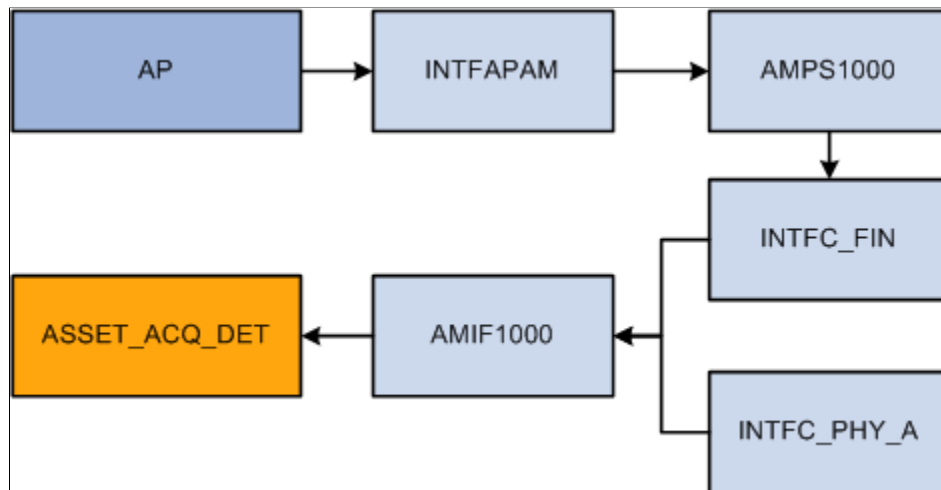 AP
INTFAPAM
AMPS1000
INTFC_FIN
ASSET_ACQ_DET
AMIF1000
INTFC_PHY_A